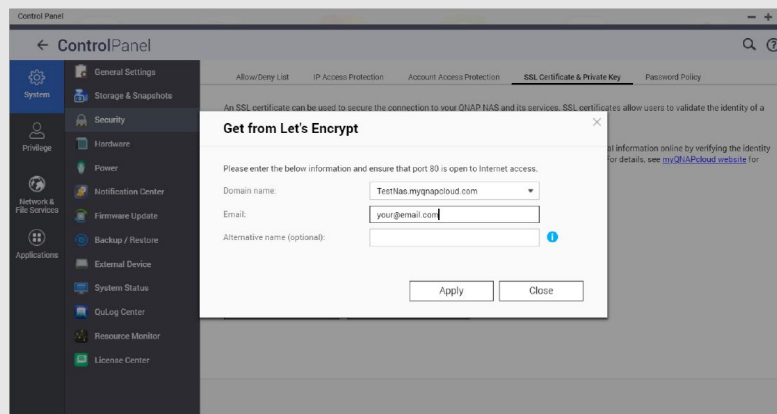 Control Panel
ControlPanel
System
Privilege
Network &
File Services
Applications
General Settings
Storage & Snapshots
Security
Hardware
Power
Notification Center
Firmware Update
Backup / Restore
External Device
System Status
QuLog Center
Resource Monitor
License Center
Allow/Deny List
IP Access Protection
Account Access Protection
SSL Certificate & Private Key
Password Policy
An SSL certificate can be used to secure the connection to your QNAP NAS and its services. SSL certificates allow users to validate the identity of a
al information online by verifying the identity
For details, see myQNAPcloud website for
Get from Let's Encrypt
Please enter the below information and ensure that port 80 is open to Internet access.
Domain name:
TestNas.myqnapcloud.com
Email:
your@email.com
Alternative name (optional):
Apply
Close